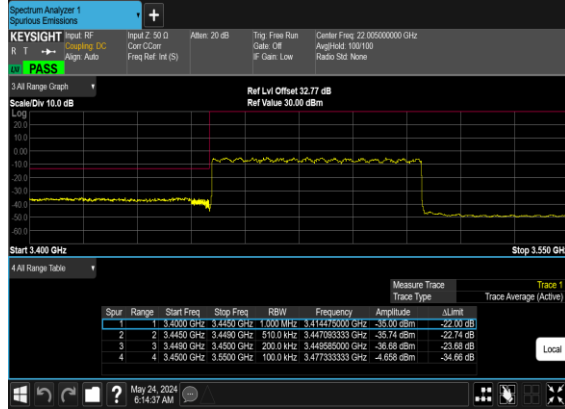 Spectrum Analyzer 1
Spurious Emissions
KEYSIGHT
R T
Input: RF
Coupling: DC
Align: Auto
Input Z: 50 Ω
Corr CCorr
Freq Ref: Int (S)
Atten: 20 dB
Trig: Free Run
Gate: Off
IF Gain: Low
Center Freq: 22.005000000 GHz
Avg|Hold: 100/100
Radio Std: None
PASS
3 All Range Graph
Scale/Div 10.0 dB
Ref Lvl Offset 32.77 dB
Ref Value 30.00 dBm
Log
20.0
10.0
0.00
-10.0
-20.0
-30.0
-40.0
-50.0
-60.0
Start 3.400 GHz
Stop 3.550 GH
4 All Range Table
Measure Trace Trace 1
Trace Type Trace Average (Active)
Spur Range Start Freq Stop Freq RBW Frequency Amplitude ΔLimit
1 1 3.4000 GHz 3.4450 GHz 1.000 MHz 3.414475000 GHz -35.00 dBm -22.00 dB
2 2 3.4450 GHz 3.4490 GHz 510.0 kHz 3.447093333 GHz -35.74 dBm -22.74 dB
3 3 3.4490 GHz 3.4500 GHz 200.0 kHz 3.449585000 GHz -36.68 dBm -23.68 dB
4 4 3.4500 GHz 3.5500 GHz 100.0 kHz 3.477333333 GHz -4.658 dBm -34.66 dB
Local
?
May 24, 2024
6:14:37 AM